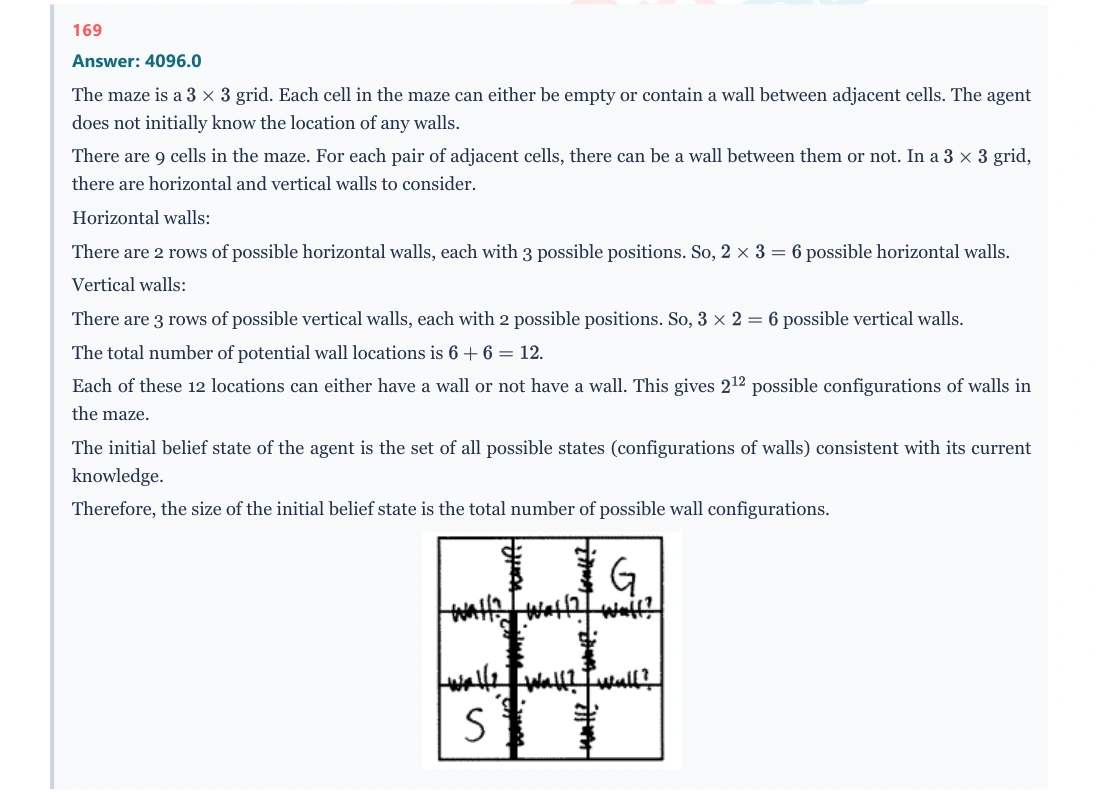 169
Answer: 4096.0
The maze is a 3 × 3 grid. Each cell in the maze can either be empty or contain a wall between adjacent cells. The agent
does not initially know the location of any walls.
There are 9 cells in the maze. For each pair of adjacent cells, there can be a wall between them or not. In a 3 × 3 grid,
there are horizontal and vertical walls to consider.
Horizontal walls:
There are 2 rows of possible horizontal walls, each with 3 possible positions. So, 2 × 3 = 6 possible horizontal walls.
Vertical walls:
There are 3 rows of possible vertical walls, each with 2 possible positions. So, 3 × 2 = 6 possible vertical walls.
The total number of potential wall locations is 6 + 6 = 12.
Each of these 12 locations can either have a wall or not have a wall. This gives 2¹² possible configurations of walls in
the maze.
The initial belief state of the agent is the set of all possible states (configurations of walls) consistent with its current
knowledge.
Therefore, the size of the initial belief state is the total number of possible wall configurations.
wall? wall? G
wall? wall? wall?
wall? wall?
wall? wall? wall?
S wall? wall?